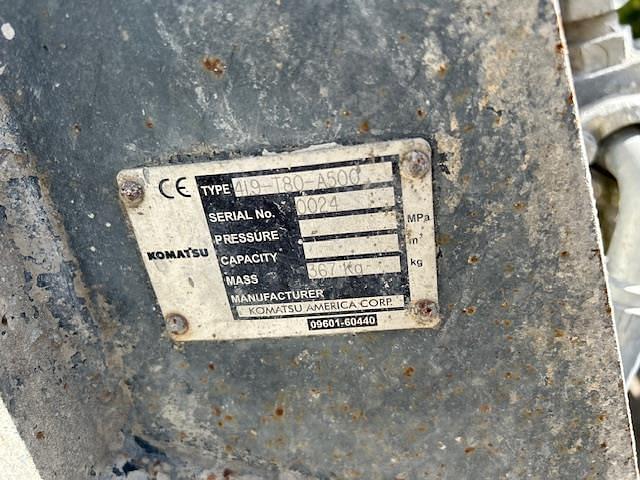 CE
TYPE 419-T80-A500
SERIAL No. 0024
PRESSURE MPa
KOMATSU
CAPACITY m³
MASS 367 Kg kg
MANUFACTURER
KOMATSU AMERICA CORP.
09601-60440